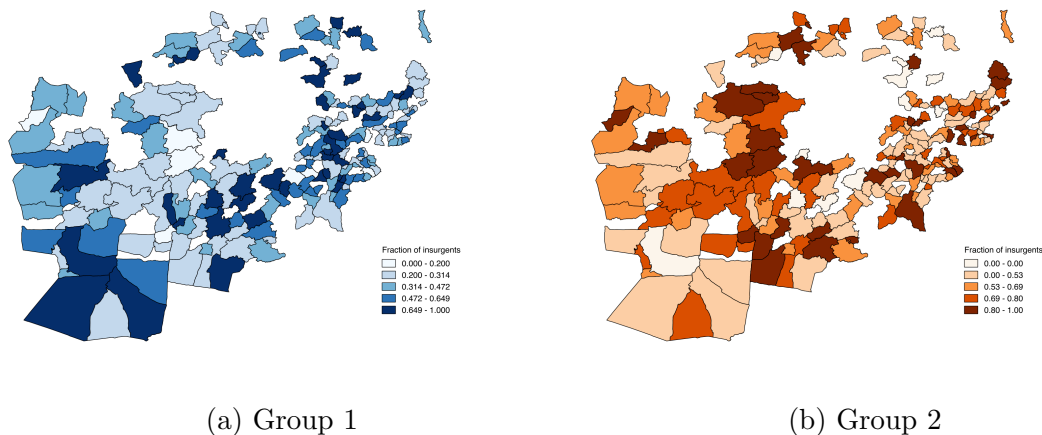 Fraction of insurgents
0.000 - 0.200
0.200 - 0.314
0.314 - 0.472
0.472 - 0.649
0.649 - 1.000
Fraction of insurgents
0.00 - 0.00
0.00 - 0.53
0.53 - 0.69
0.69 - 0.80
0.80 - 1.00
(a) Group 1
(b) Group 2